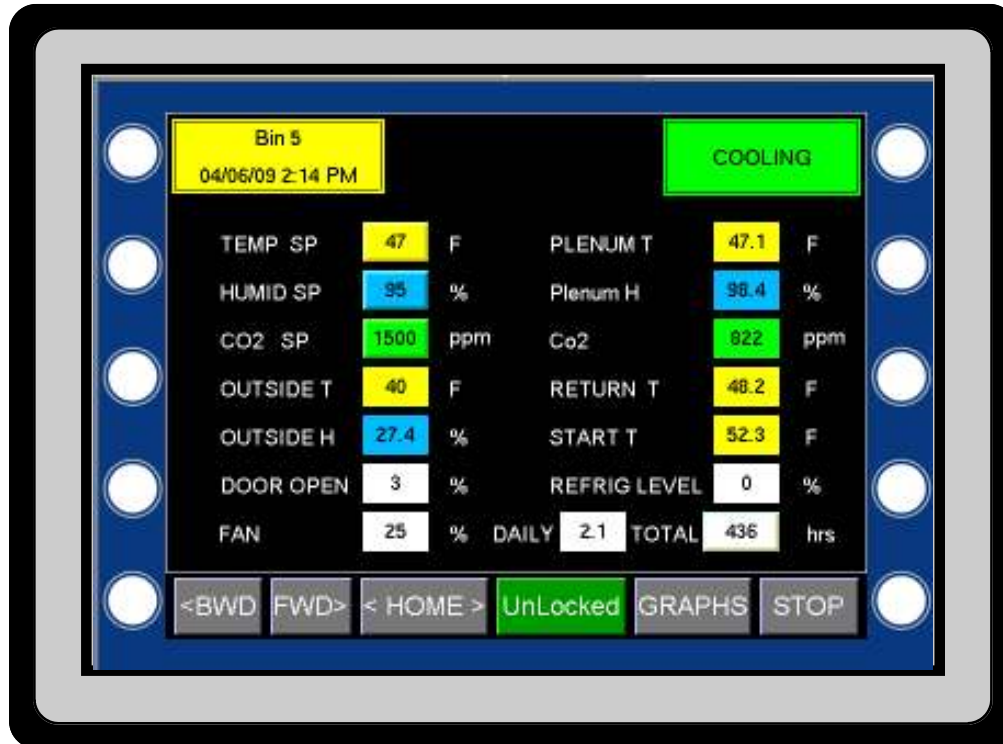 Bin 5
04/06/09 2:14 PM
COOLING
TEMP SP 47 F PLENUM T 47.1 F
HUMID SP 95 % Plenum H 98.4 %
CO2 SP 1500 ppm Co2 822 ppm
OUTSIDE T 40 F RETURN T 48.2 F
OUTSIDE H 27.4 % START T 52.3 F
DOOR OPEN 3 % REFRIG LEVEL 0 %
FAN 25 % DAILY 2.1 TOTAL 436 hrs
<BWD FWD> < HOME > UnLocked GRAPHS STOP